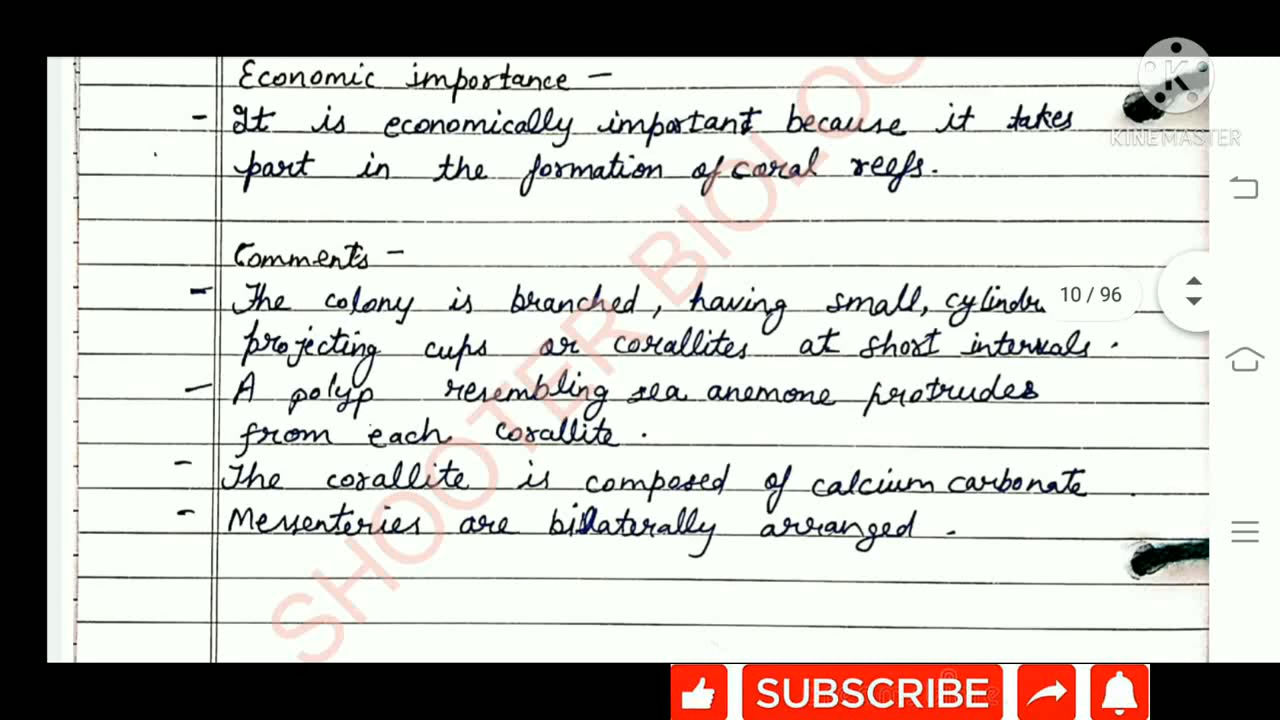 Economic importance -
- It is economically important because it takes
part in the formation of coral reefs.
Comments -
- The colony is branched, having small, cylindr
projecting cups or corallites at short intervals.
- A polyp resembling sea anemone protrudes
from each corallite.
- The corallite is composed of calcium carbonate
- Messenteries are bilaterally arranged.
SHOOTER BIOLOG
K
KINEMASTER
10 / 96
SUBSCRIBE